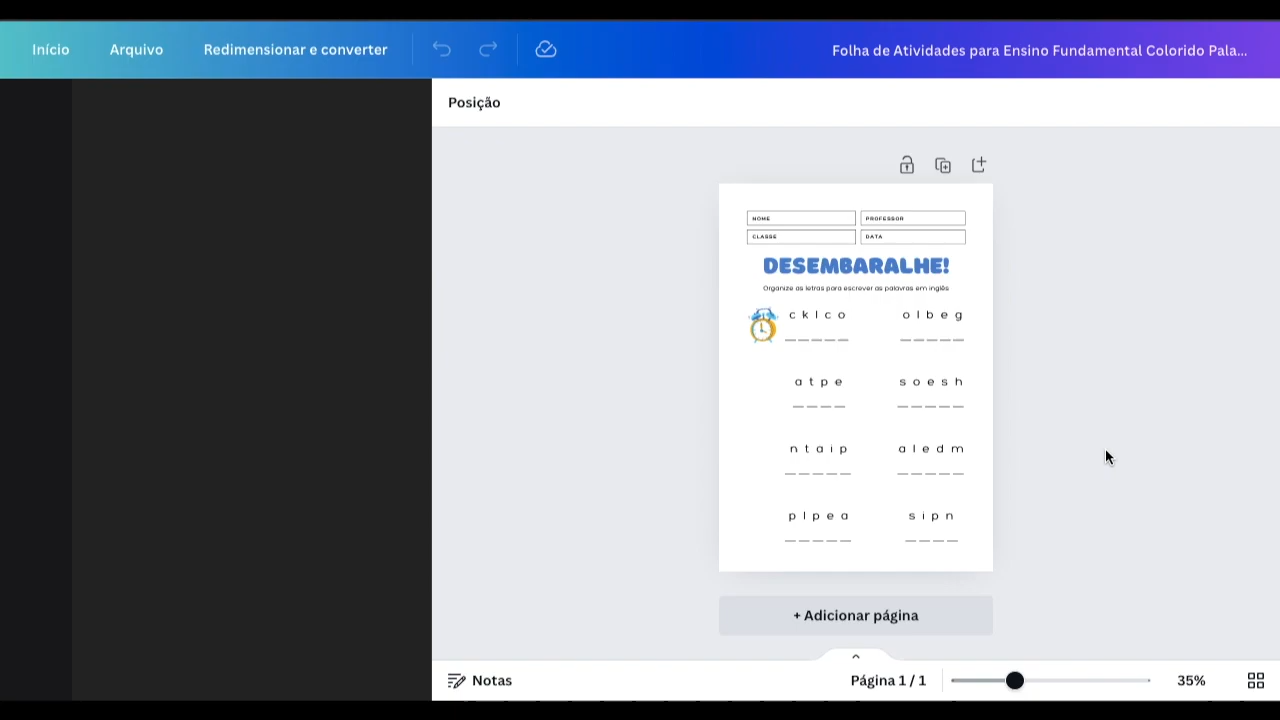 Início Arquivo Redimensionar e converter Folha de Atividades para Ensino Fundamental Colorido Pala...
Posição
NOME PROFESSOR
CLASSE DATA
DESEMBARALHE!
Organize as letras para escrever as palavras em inglês
c k l c o o l b e g
_ _ _ _ _ _ _ _ _ _
a t p e s o e s h
_ _ _ _ _ _ _ _ _
n t a i p a l e d m
_ _ _ _ _ _ _ _ _ _
p l p e a s i p n
_ _ _ _ _ _ _ _ _
+ Adicionar página
Notas Página 1 / 1 35%